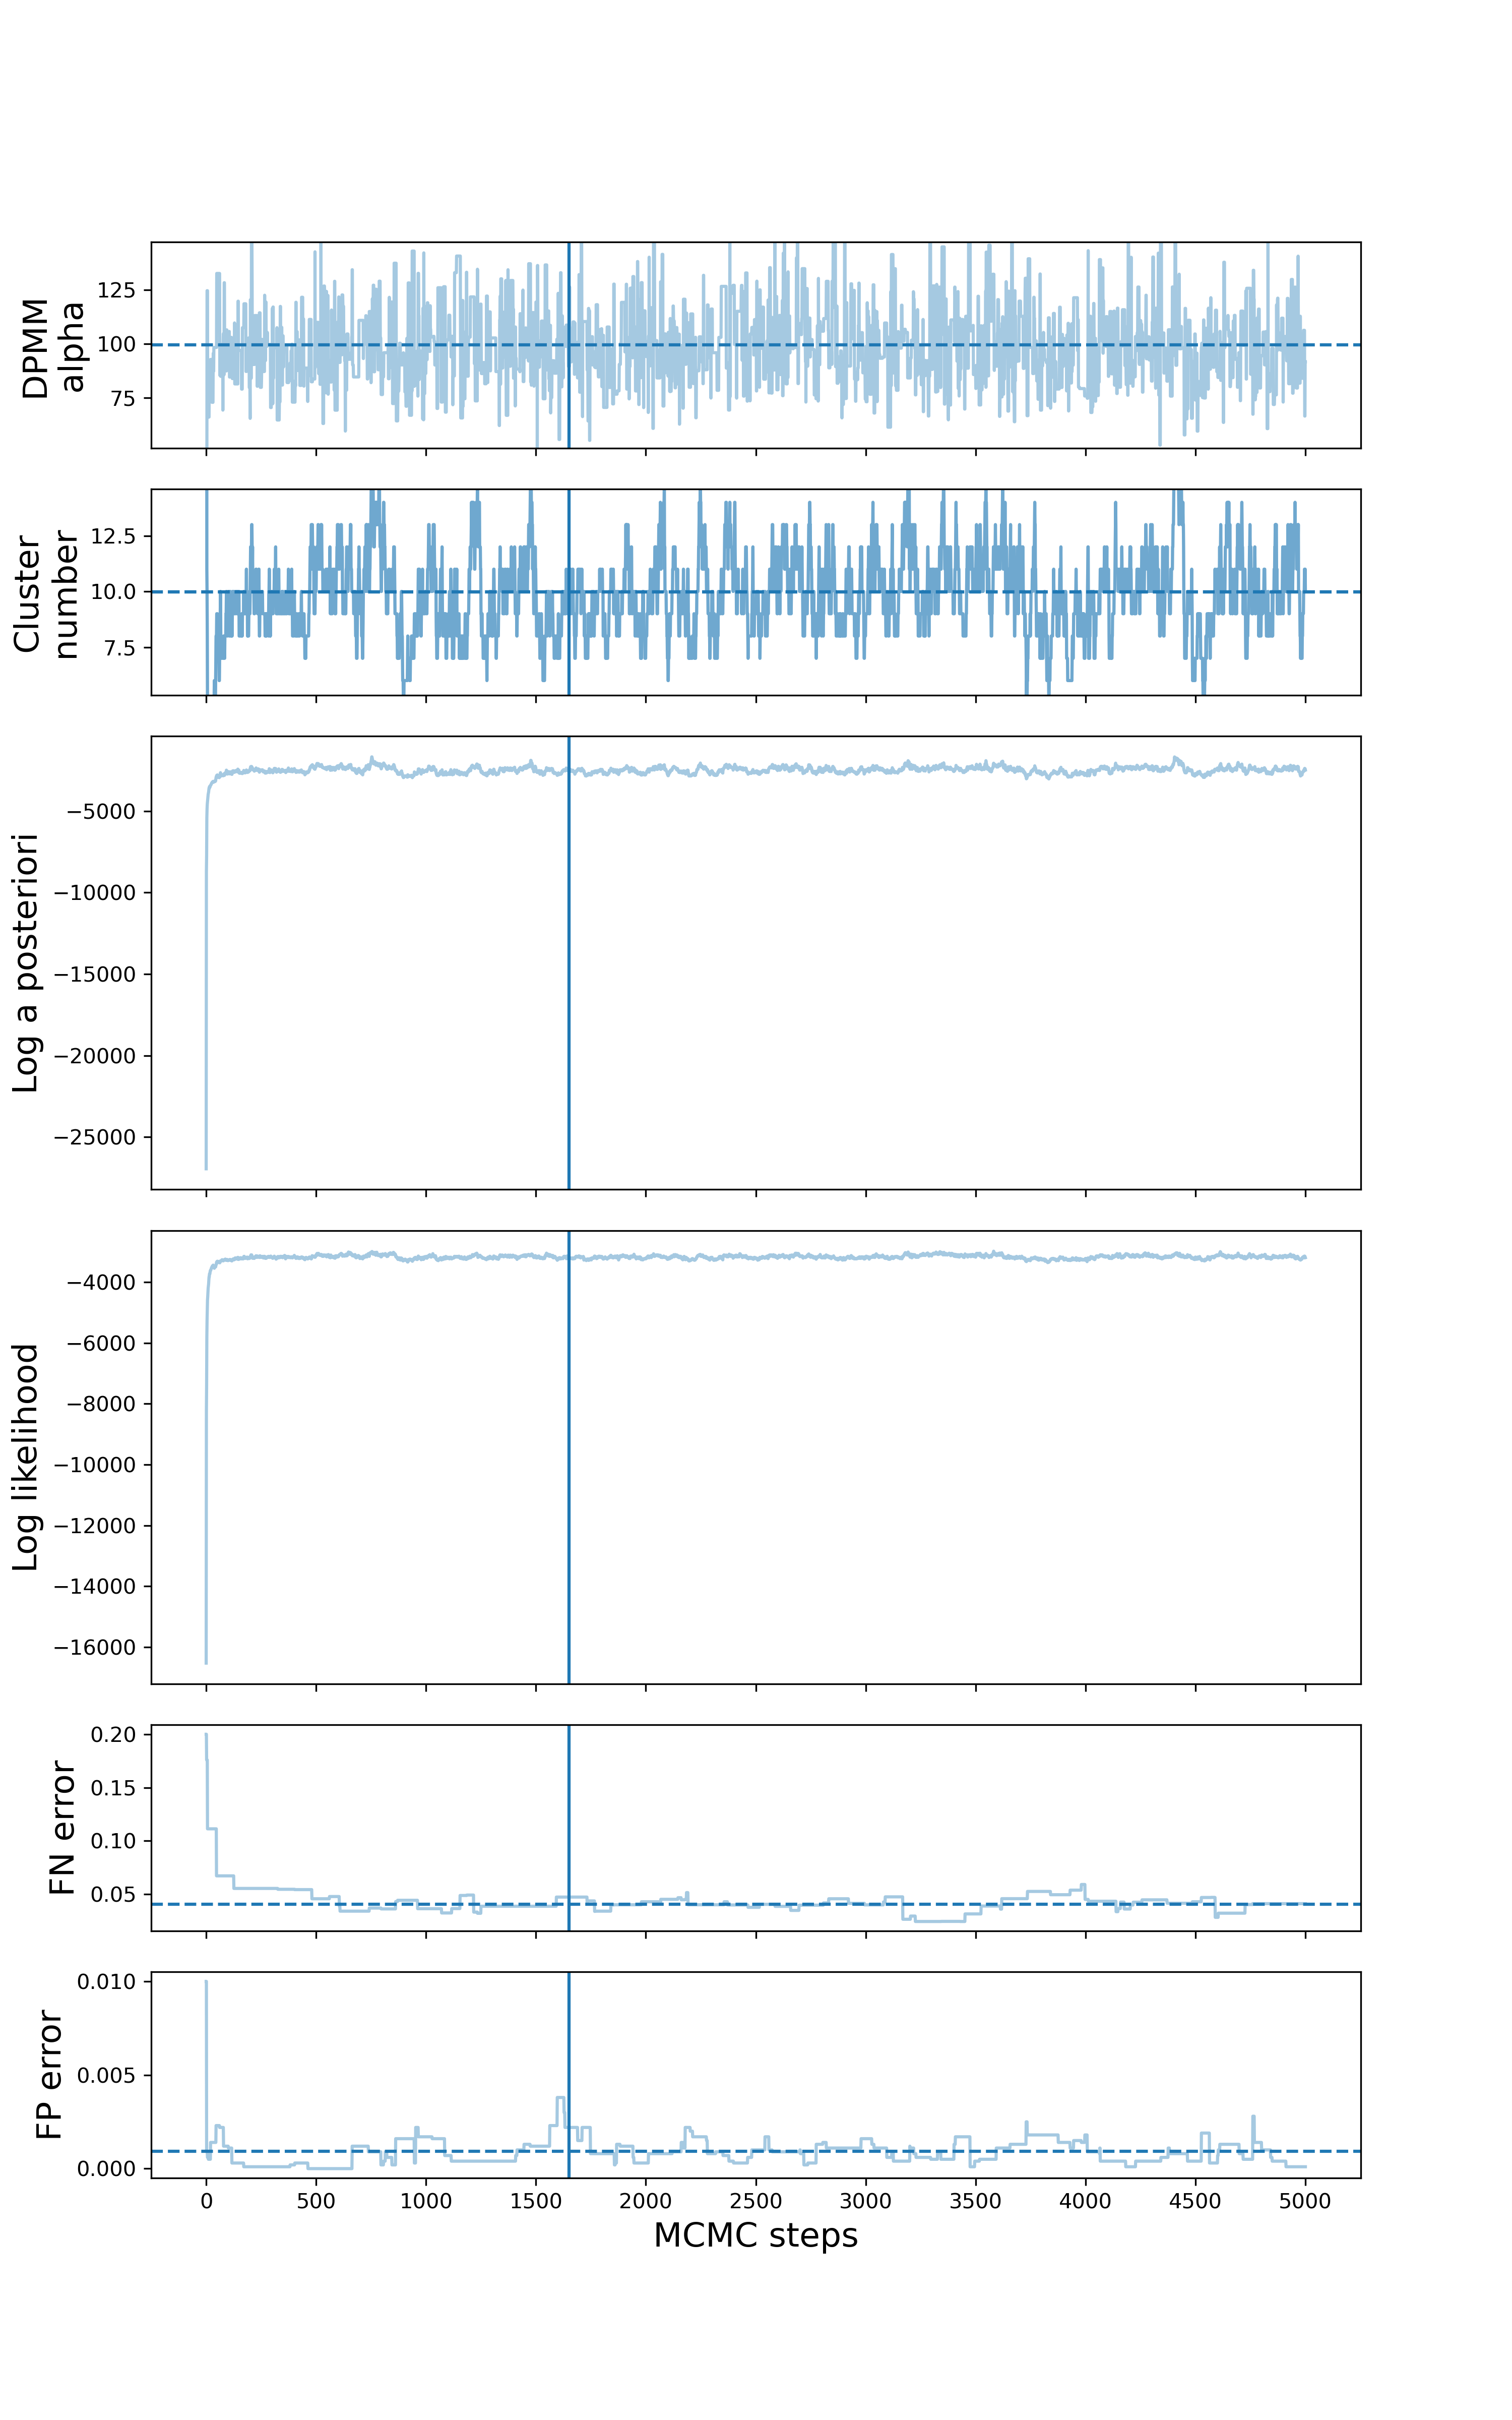 DPMM
alpha
125
100
75
Cluster
number
12.5
10.0
7.5
Log a posteriori
−5000
−10000
−15000
−20000
−25000
Log likelihood
−4000
−6000
−8000
−10000
−12000
−14000
−16000
FN error
0.20
0.15
0.10
0.05
FP error
0.010
0.005
0.000
0 500 1000 1500 2000 2500 3000 3500 4000 4500 5000
MCMC steps